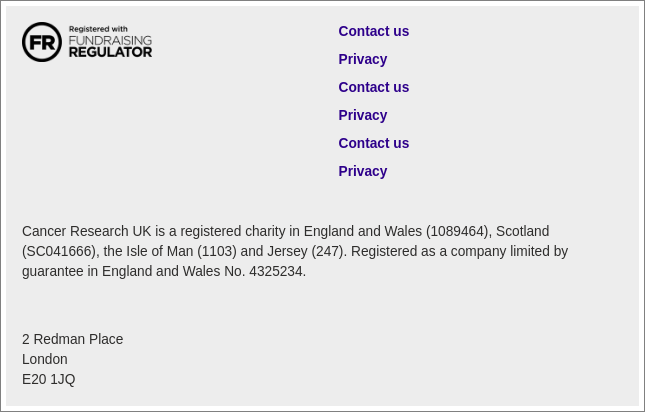 FR
Registered with
FUNDRAISING
REGULATOR
Contact us
Privacy
Contact us
Privacy
Contact us
Privacy
Cancer Research UK is a registered charity in England and Wales (1089464), Scotland
(SC041666), the Isle of Man (1103) and Jersey (247). Registered as a company limited by
guarantee in England and Wales No. 4325234.
2 Redman Place
London
E20 1JQ